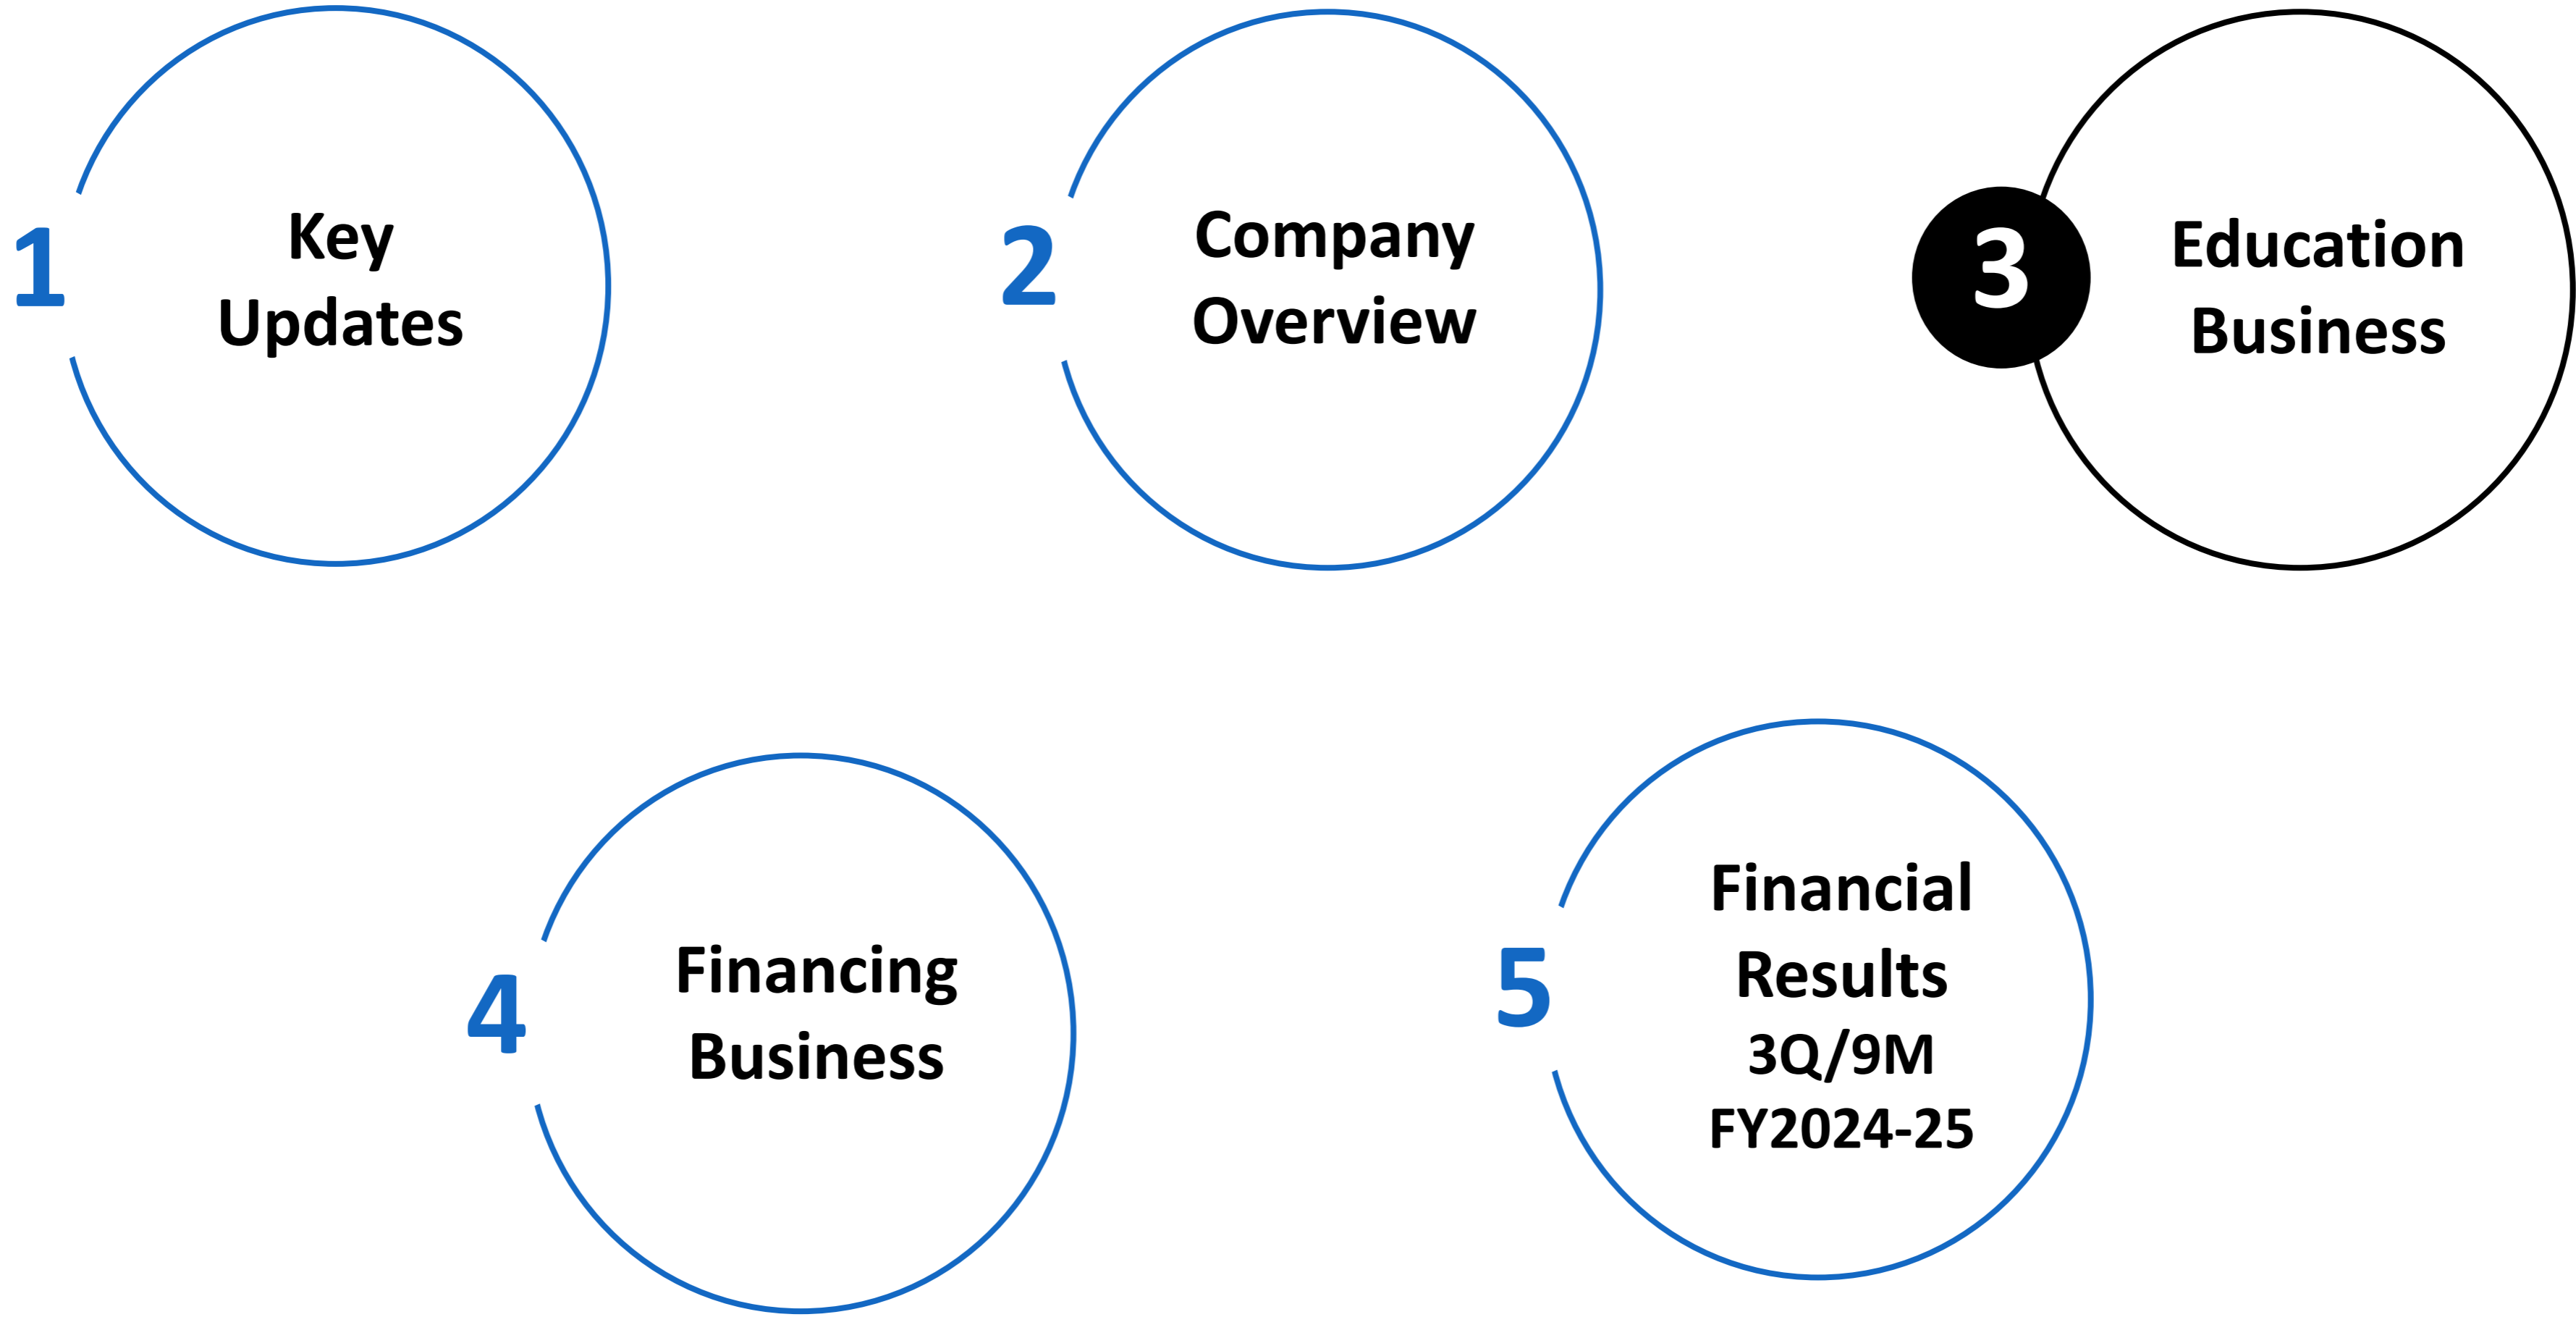 1
Key
Updates
2
Company
Overview
3
Education
Business
4
Financing
Business
5
Financial
Results
3Q/9M
FY2024-25